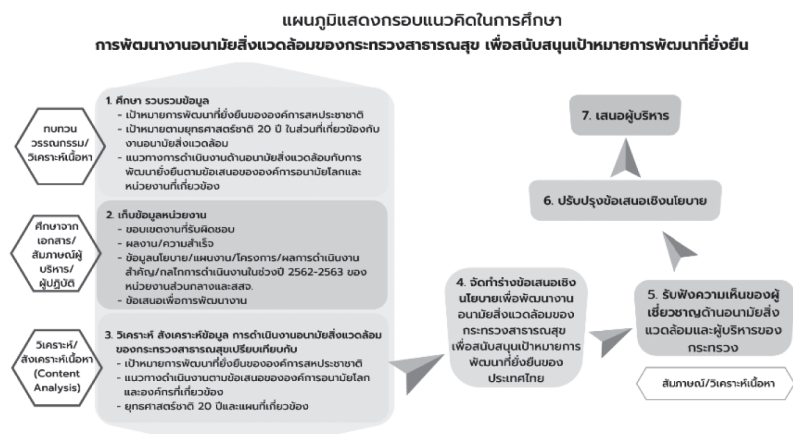 แผนภูมิแสดงกรอบแนวคิดในการศึกษา
การพัฒนางานอนามัยสิ่งแวดล้อมของกระทรวงสาธารณสุข เพื่อสนับสนุนเป้าหมายการพัฒนาที่ยั่งยืน
ทบทวน
วรรณกรรม/
วิเคราะห์เนื้อหา
1. ศึกษา รวบรวมข้อมูล
- เป้าหมายการพัฒนาที่ยั่งยืนขององค์การสหประชาชาติ
- เป้าหมายตามยุทธศาสตร์ชาติ 20 ปี ในส่วนที่เกี่ยวข้องกับ
งานอนามัยสิ่งแวดล้อม
- แนวทางการดำเนินงานด้านอนามัยสิ่งแวดล้อมกับการ
พัฒนายั่งยืนตามข้อเสนอขององค์การอนามัยโลกและ
หน่วยงานที่เกี่ยวข้อง
ศึกษาจาก
เอกสาร/
สัมภาษณ์ผู้
บริหาร/
ผู้ปฏิบัติ
2. เก็บข้อมูลหน่วยงาน
- ขอบเขตงานที่รับผิดชอบ
- ผลงาน/ความสำเร็จ
- ข้อมูลนโยบาย/แผนงาน/โครงการ/ผลการดำเนินงาน
สำคัญ/กลไกการดำเนินงานในช่วงปี 2562-2563 ของ
หน่วยงานส่วนกลางและสสจ.
- ข้อเสนอเพื่อการพัฒนางาน
วิเคราะห์/
สังเคราะห์เนื้อหา
(Content
Analysis)
3. วิเคราะห์ สังเคราะห์ข้อมูล การดำเนินงานอนามัยสิ่งแวดล้อม
ของกระทรวงสาธารณสุขเปรียบเทียบกับ
- เป้าหมายการพัฒนาที่ยั่งยืนขององค์การสหประชาชาติ
- แนวทางดำเนินงานตามข้อเสนอขององค์การอนามัยโลก
และองค์กรที่เกี่ยวข้อง
- ยุทธศาสตร์ชาติ 20 ปีและแผนที่เกี่ยวข้อง
4. จัดทำร่างข้อเสนอเชิง
นโยบายเพื่อพัฒนางาน
อนามัยสิ่งแวดล้อมของ
กระทรวงสาธารณสุข
เพื่อสนับสนุนเป้าหมายการ
พัฒนาที่ยั่งยืนของ
ประเทศไทย
5. รับฟังความเห็นของผู้
เชี่ยวชาญด้านอนามัยสิ่ง
แวดล้อมและผู้บริหารของ
กระทรวง
สัมภาษณ์/วิเคราะห์เนื้อหา
6. ปรับปรุงข้อเสนอเชิงนโยบาย
7. เสนอผู้บริหาร